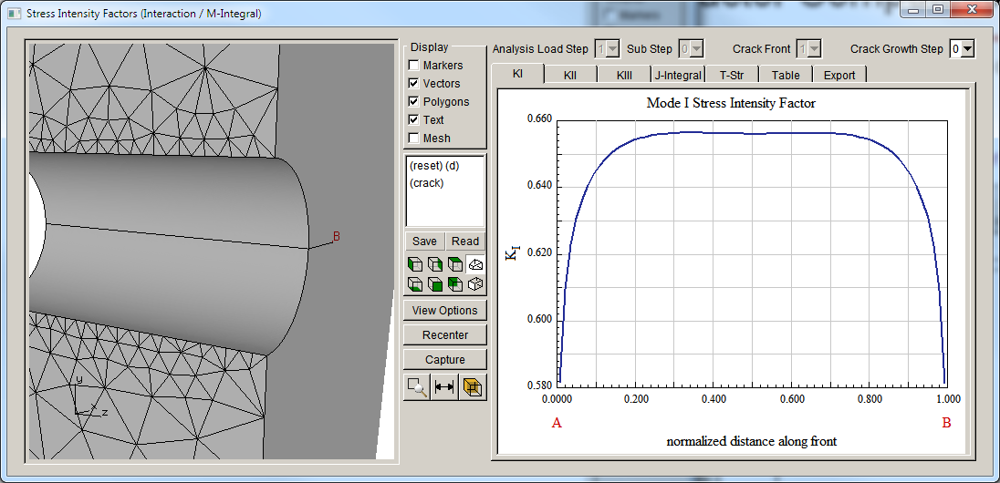 Stress Intensity Factors (Interaction / M-Integral)
Display
Markers
Vectors
Polygons
Text
Mesh
(reset) (d)
(crack)
Save Read
View Options
Recenter
Capture
B
y
x
z
Analysis Load Step 1 Sub Step 0 Crack Front 1 Crack Growth Step 0
KI KII KIII J-Integral T-Str Table Export
Mode I Stress Intensity Factor
0.660
0.640
0.620
0.600
0.580
KI
0.0000 0.200 0.400 0.600 0.800 1.000
A B
normalized distance along front